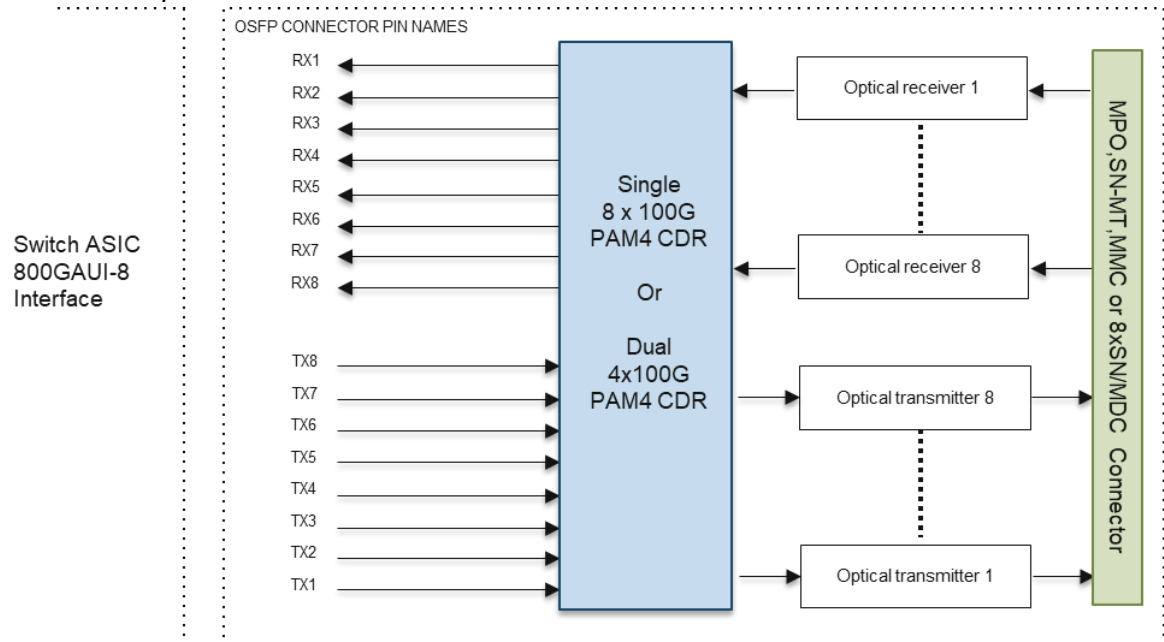 OSFP CONNECTOR PIN NAMES
RX1
RX2
RX3
RX4
RX5
RX6
RX7
RX8
TX8
TX7
TX6
TX5
TX4
TX3
TX2
TX1
Switch ASIC
800GAUI-8
Interface
Single
8 x 100G
PAM4 CDR
Or
Dual
4x100G
PAM4 CDR
Optical receiver 1
Optical receiver 8
Optical transmitter 8
Optical transmitter 1
MPO,SN-MT,MMC or 8xSN/MDC Connector